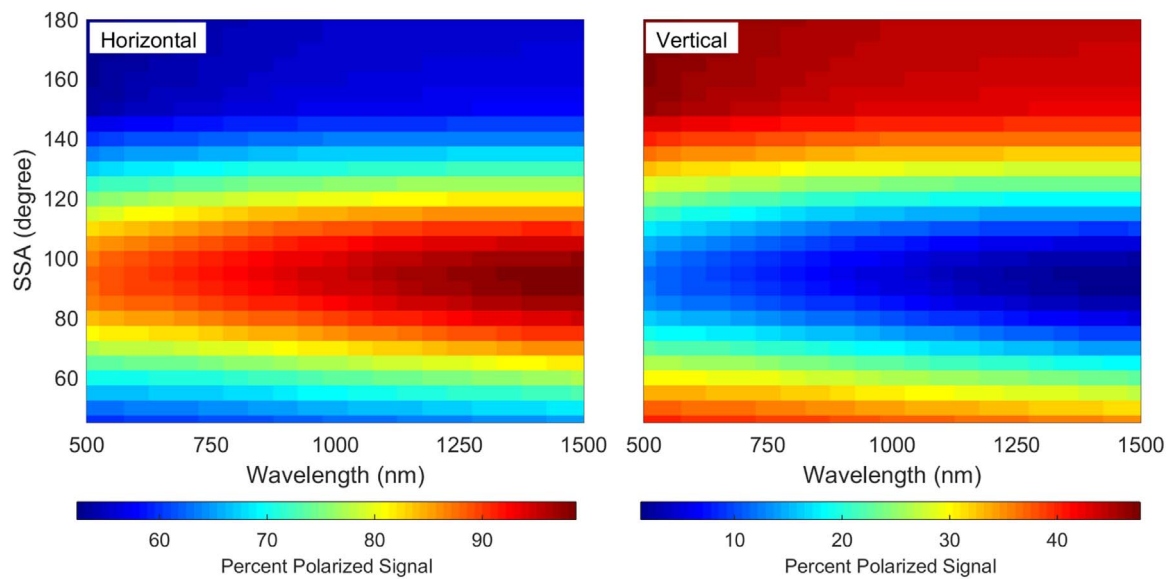 Horizontal
Vertical
180
160
140
120
100
80
60
SSA (degree)
500 750 1000 1250 1500
500 750 1000 1250 1500
Wavelength (nm)
Wavelength (nm)
60 70 80 90
10 20 30 40
Percent Polarized Signal
Percent Polarized Signal